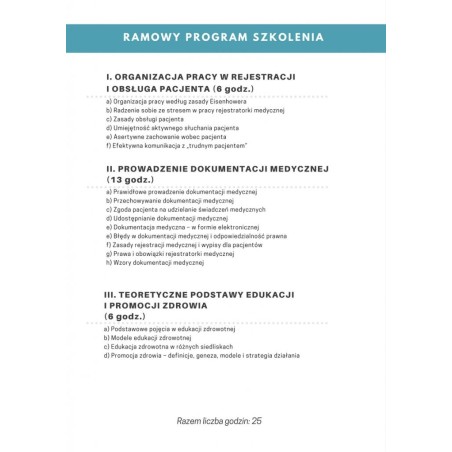 RAMOWY PROGRAM SZKOLENIA
I. ORGANIZACJA PRACY W REJESTRACJI
I OBSŁUGA PACJENTA (6 godz.)
a) Organizacja pracy według zasady Eisenhowera
b) Radzenie sobie ze stresem w pracy rejestratorki medycznej
c) Zasady obsługi pacjenta
d) Umiejętność aktywnego słuchania pacjenta
e) Asertywne zachowanie wobec pacjenta
f) Efektywna komunikacja z „trudnym pacjentem"
II. PROWADZENIE DOKUMENTACJI MEDYCZNEJ
(13 godz.)
a) Prawidłowe prowadzenie dokumentacji medycznej
b) Przechowywanie dokumentacji medycznej
c) Zgoda pacjenta na udzielanie świadczeń medycznych
d) Udostępnianie dokumentacji medycznej
e) Dokumentacja medyczna – w formie elektronicznej
e) Błędy w dokumentacji medycznej i odpowiedzialność prawna
f) Zasady rejestracji medycznej i wypisy dla pacjentów
g) Prawa i obowiązki rejestratorki medycznej
h) Wzory dokumentacji medycznej
III. TEORETYCZNE PODSTAWY EDUKACJI
I PROMOCJI ZDROWIA
(6 godz.)
a) Podstawowe pojęcia w edukacji zdrowotnej
b) Modele edukacji zdrowotnej
c) Edukacja zdrowotna w różnych siedliskach
d) Promocja zdrowia – definicje, geneza, modele i strategia działania
Razem liczba godzin: 25